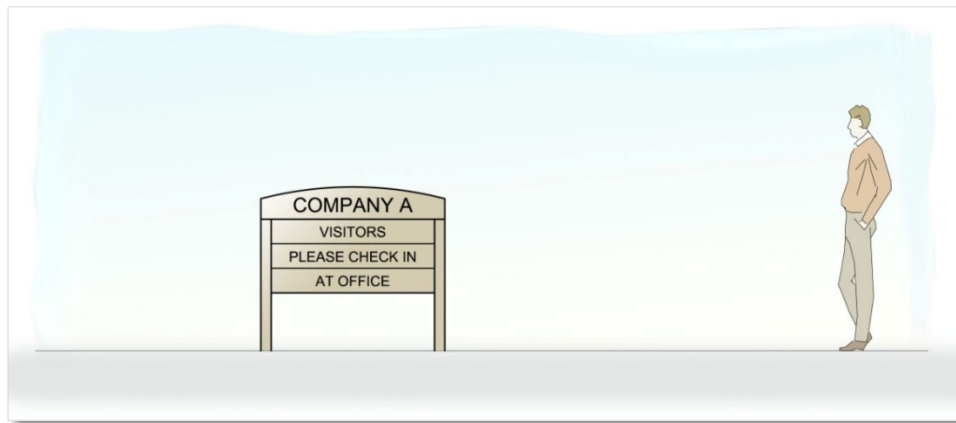 COMPANY A
VISITORS
PLEASE CHECK IN
AT OFFICE